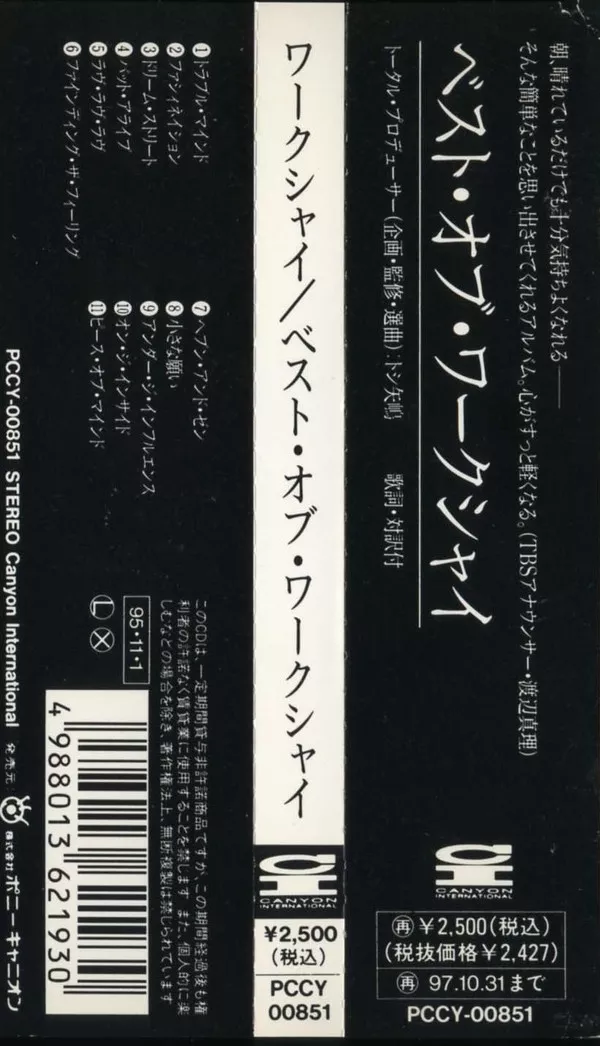 朝、晴れているだけでも十分気持ちよくなれる――
そんな簡単なことを思い出させてくれるアルバム。心がすっと軽くなる。(TBSアナウンサー・渡辺真理)
ベスト・オブ・ワークシャイ
トータル・プロデューサー(企画・監修・選曲):トシ矢嶋 歌詞・対訳付
CANYON
INTERNATIONAL
再 ¥2,500(税込)
(税抜価格¥2,427)
再 97.10.31まで
PCCY-00851
ワークシャイ/ベスト・オブ・ワークシャイ
CANYON
INTERNATIONAL
¥2,500
(税込)
PCCY
00851
①トラブル・マインド
②ファシィネイション
③ドリーム・ストリート
④バット・アライブ
⑤ラヴ・ラヴ・ラヴ
⑥ファインディング・ザ・フィーリング
⑦ヘブン・アンド・ゼン
⑧小さな願い
⑨アンダー・ジ・インフルエンス
⑩オン・ジ・インサイド
⑪ピース・オブ・マインド
このCDは、一定期間貸与非許諾商品ですが、この期間経過後も権
利者の許諾なく賃貸業に使用することを禁じます。また、個人的に楽
しむなどの場合を除き、著作権法上、無断複製は禁じられています。
95・11・1
Ⓛ Ⓧ
4 988013 621930
PCCY-00851 STEREO Canyon International 発売元: 株式会社ポニーキャニオン